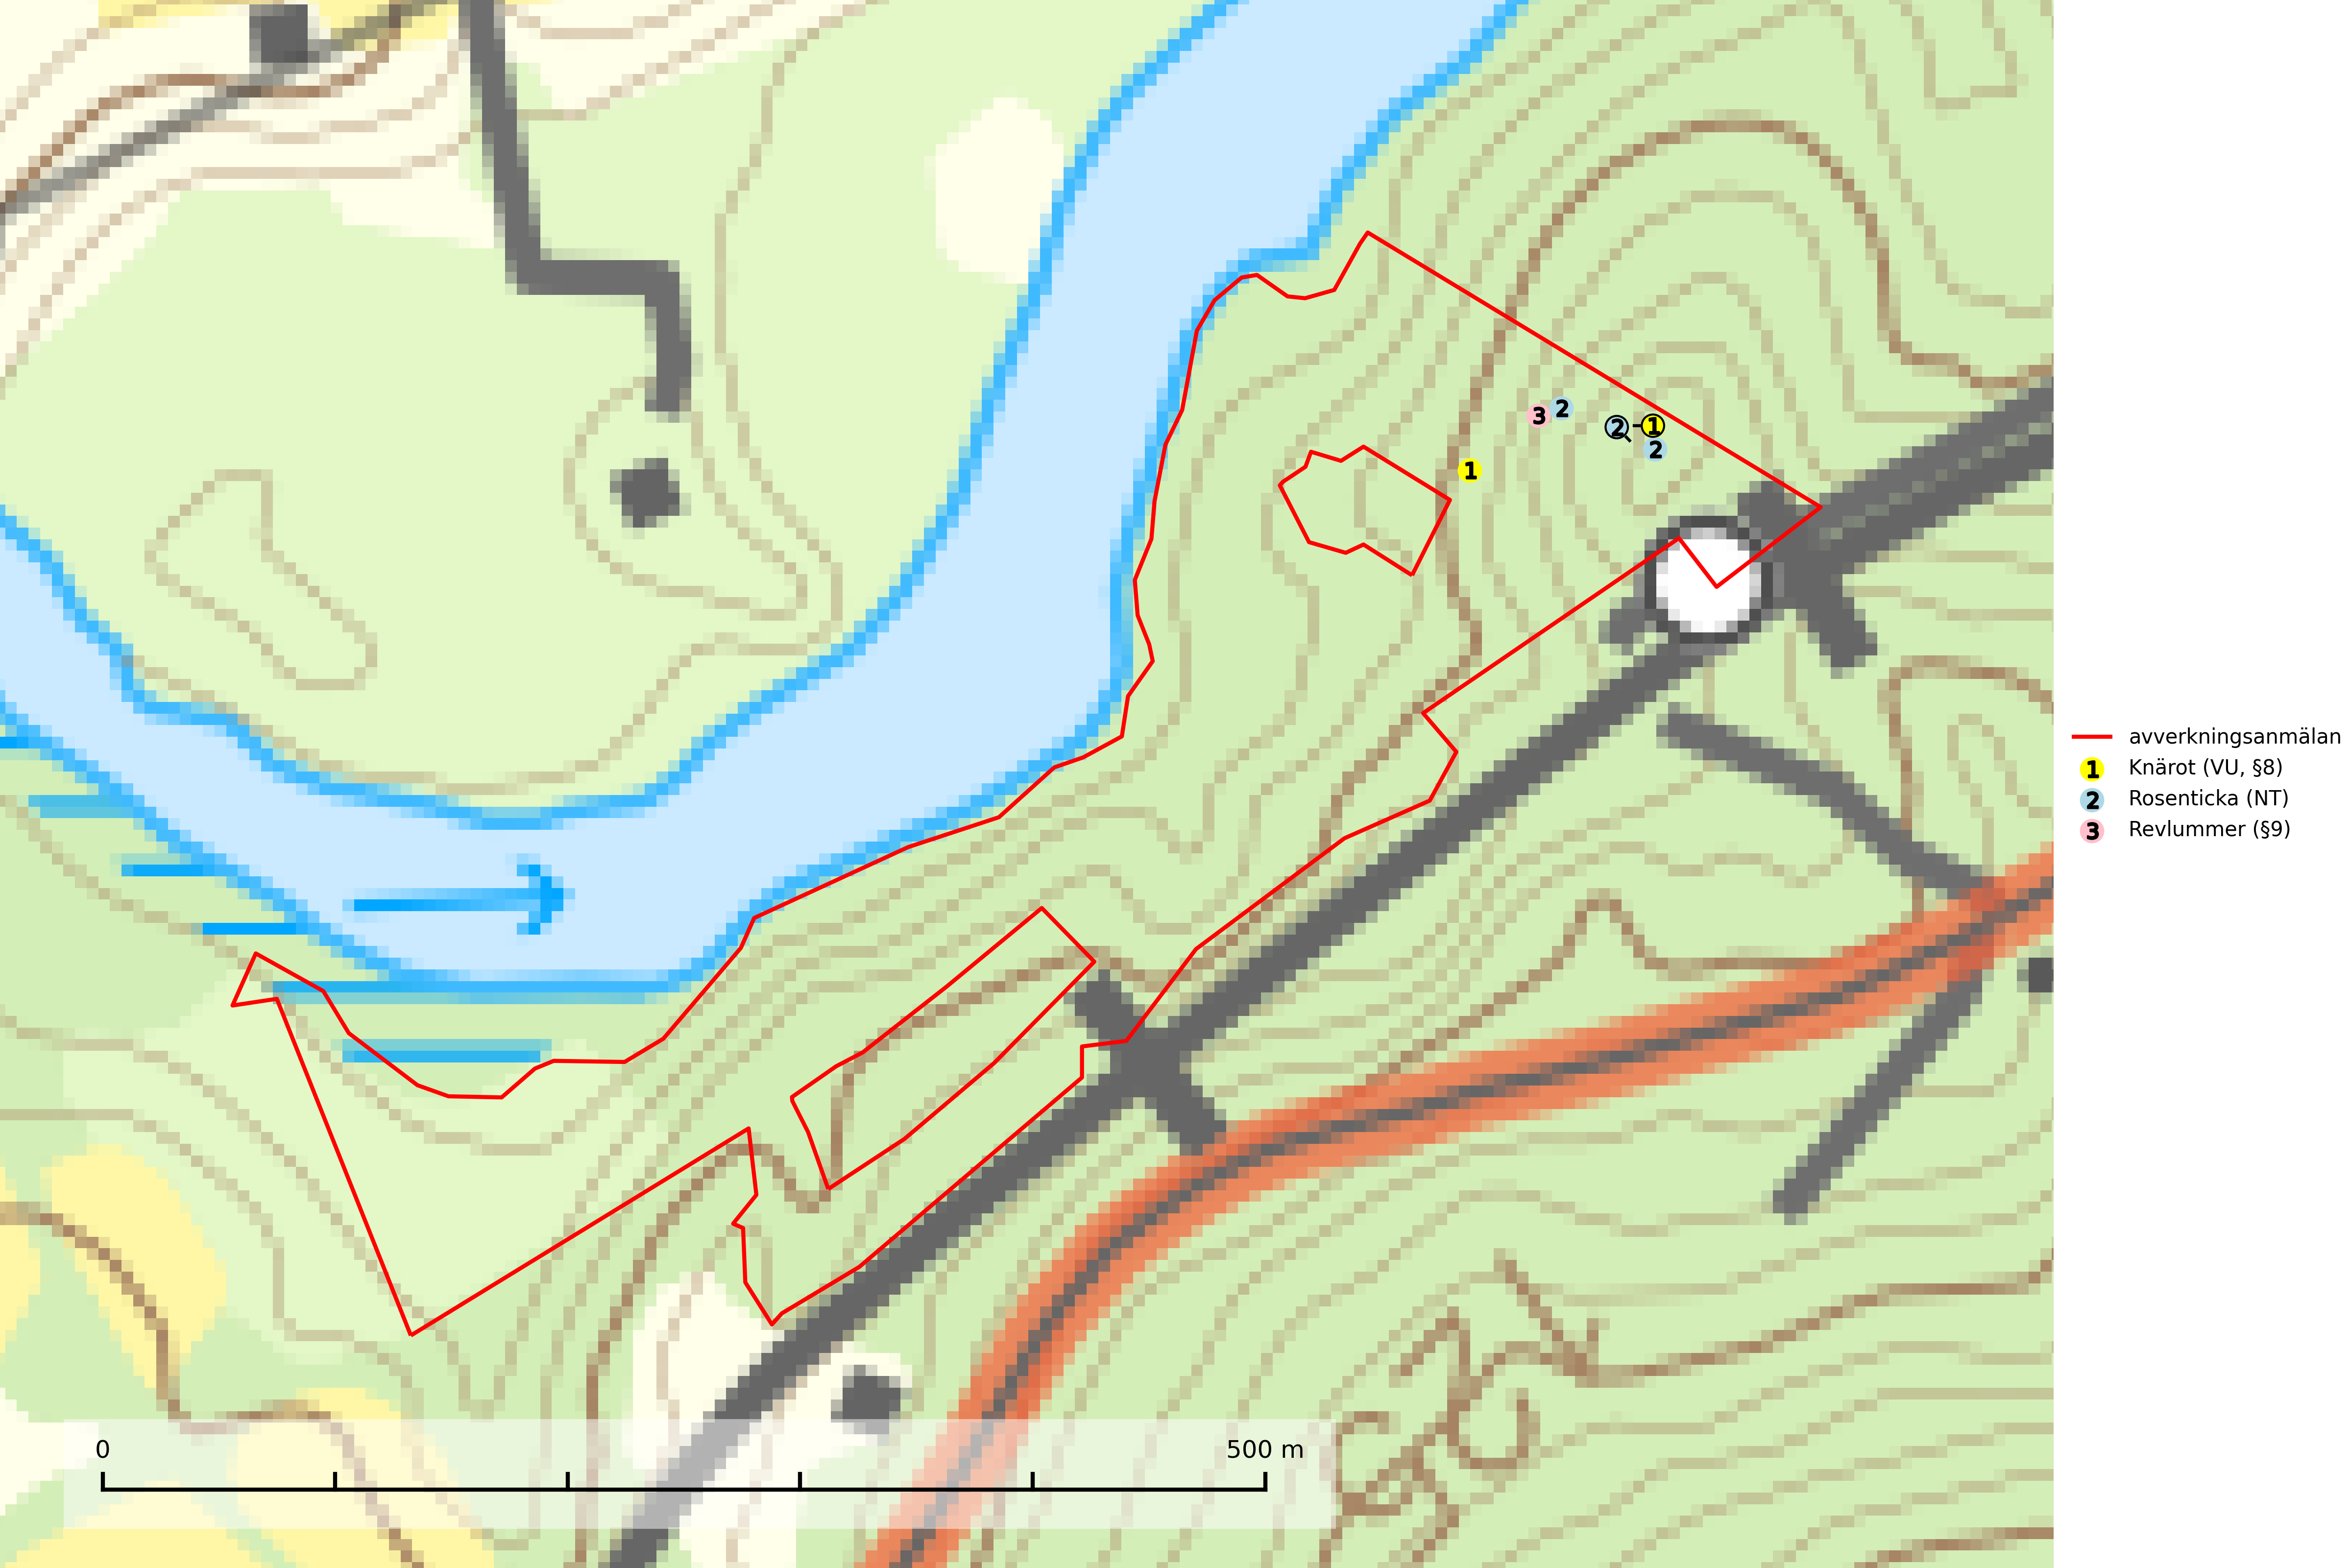 3 2
2 1
2
1
avverkningsanmälan
1 Knärot (VU, §8)
2 Rosenticka (NT)
3 Revlummer (§9)
0 500 m